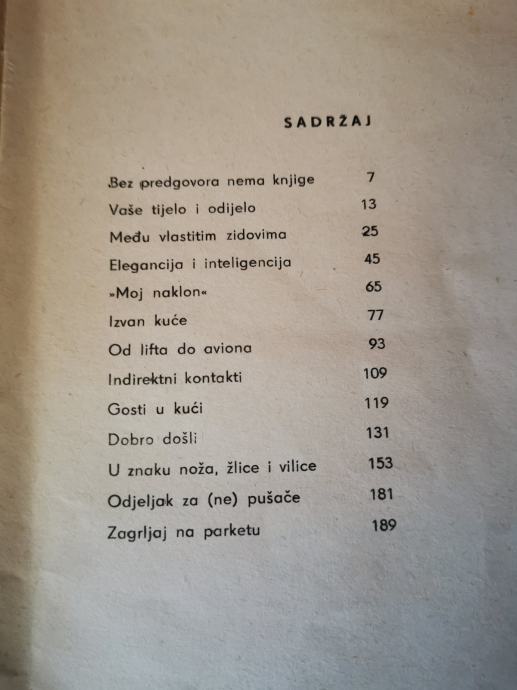 SADRŽAJ
Bez predgovora nema knjige 7
Vaše tijelo i odijelo 13
Među vlastitim zidovima 25
Elegancija i inteligencija 45
»Moj naklon« 65
Izvan kuće 77
Od lifta do aviona 93
Indirektni kontakti 109
Gosti u kući 119
Dobro došli 131
U znaku noža, žlice i vilice 153
Odjeljak za (ne) pušače 181
Zagrljaj na parketu 189